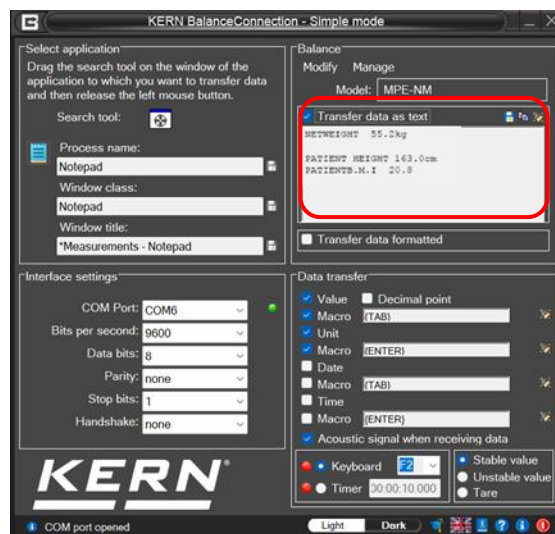 KERN BalanceConnection - Simple mode
Select application
Drag the search tool on the window of the
application to which you want to transfer data
and then release the left mouse button.
Search tool:
Process name:
Notepad
Window class:
Notepad
Window title:
*Measurements - Notepad
Balance
Modify Manage
Model: MPE-NM
Transfer data as text
NETWEIGHT 55.2kg
PATIENT HEIGHT 163.0cm
PATIENTB.M.I 20.8
Transfer data formatted
Interface settings
COM Port: COM6
Bits per second: 9600
Data bits: 8
Parity: none
Stop bits: 1
Handshake: none
KERN
Data transfer
Value Decimal point
Macro {TAB}
Unit
Macro {ENTER}
Date
Macro {TAB}
Time
Macro {ENTER}
Acoustic signal when receiving data
Keyboard F2
Timer 00:00:10.000
Stable value
Unstable value
Tare
COM port opened
Light Dark